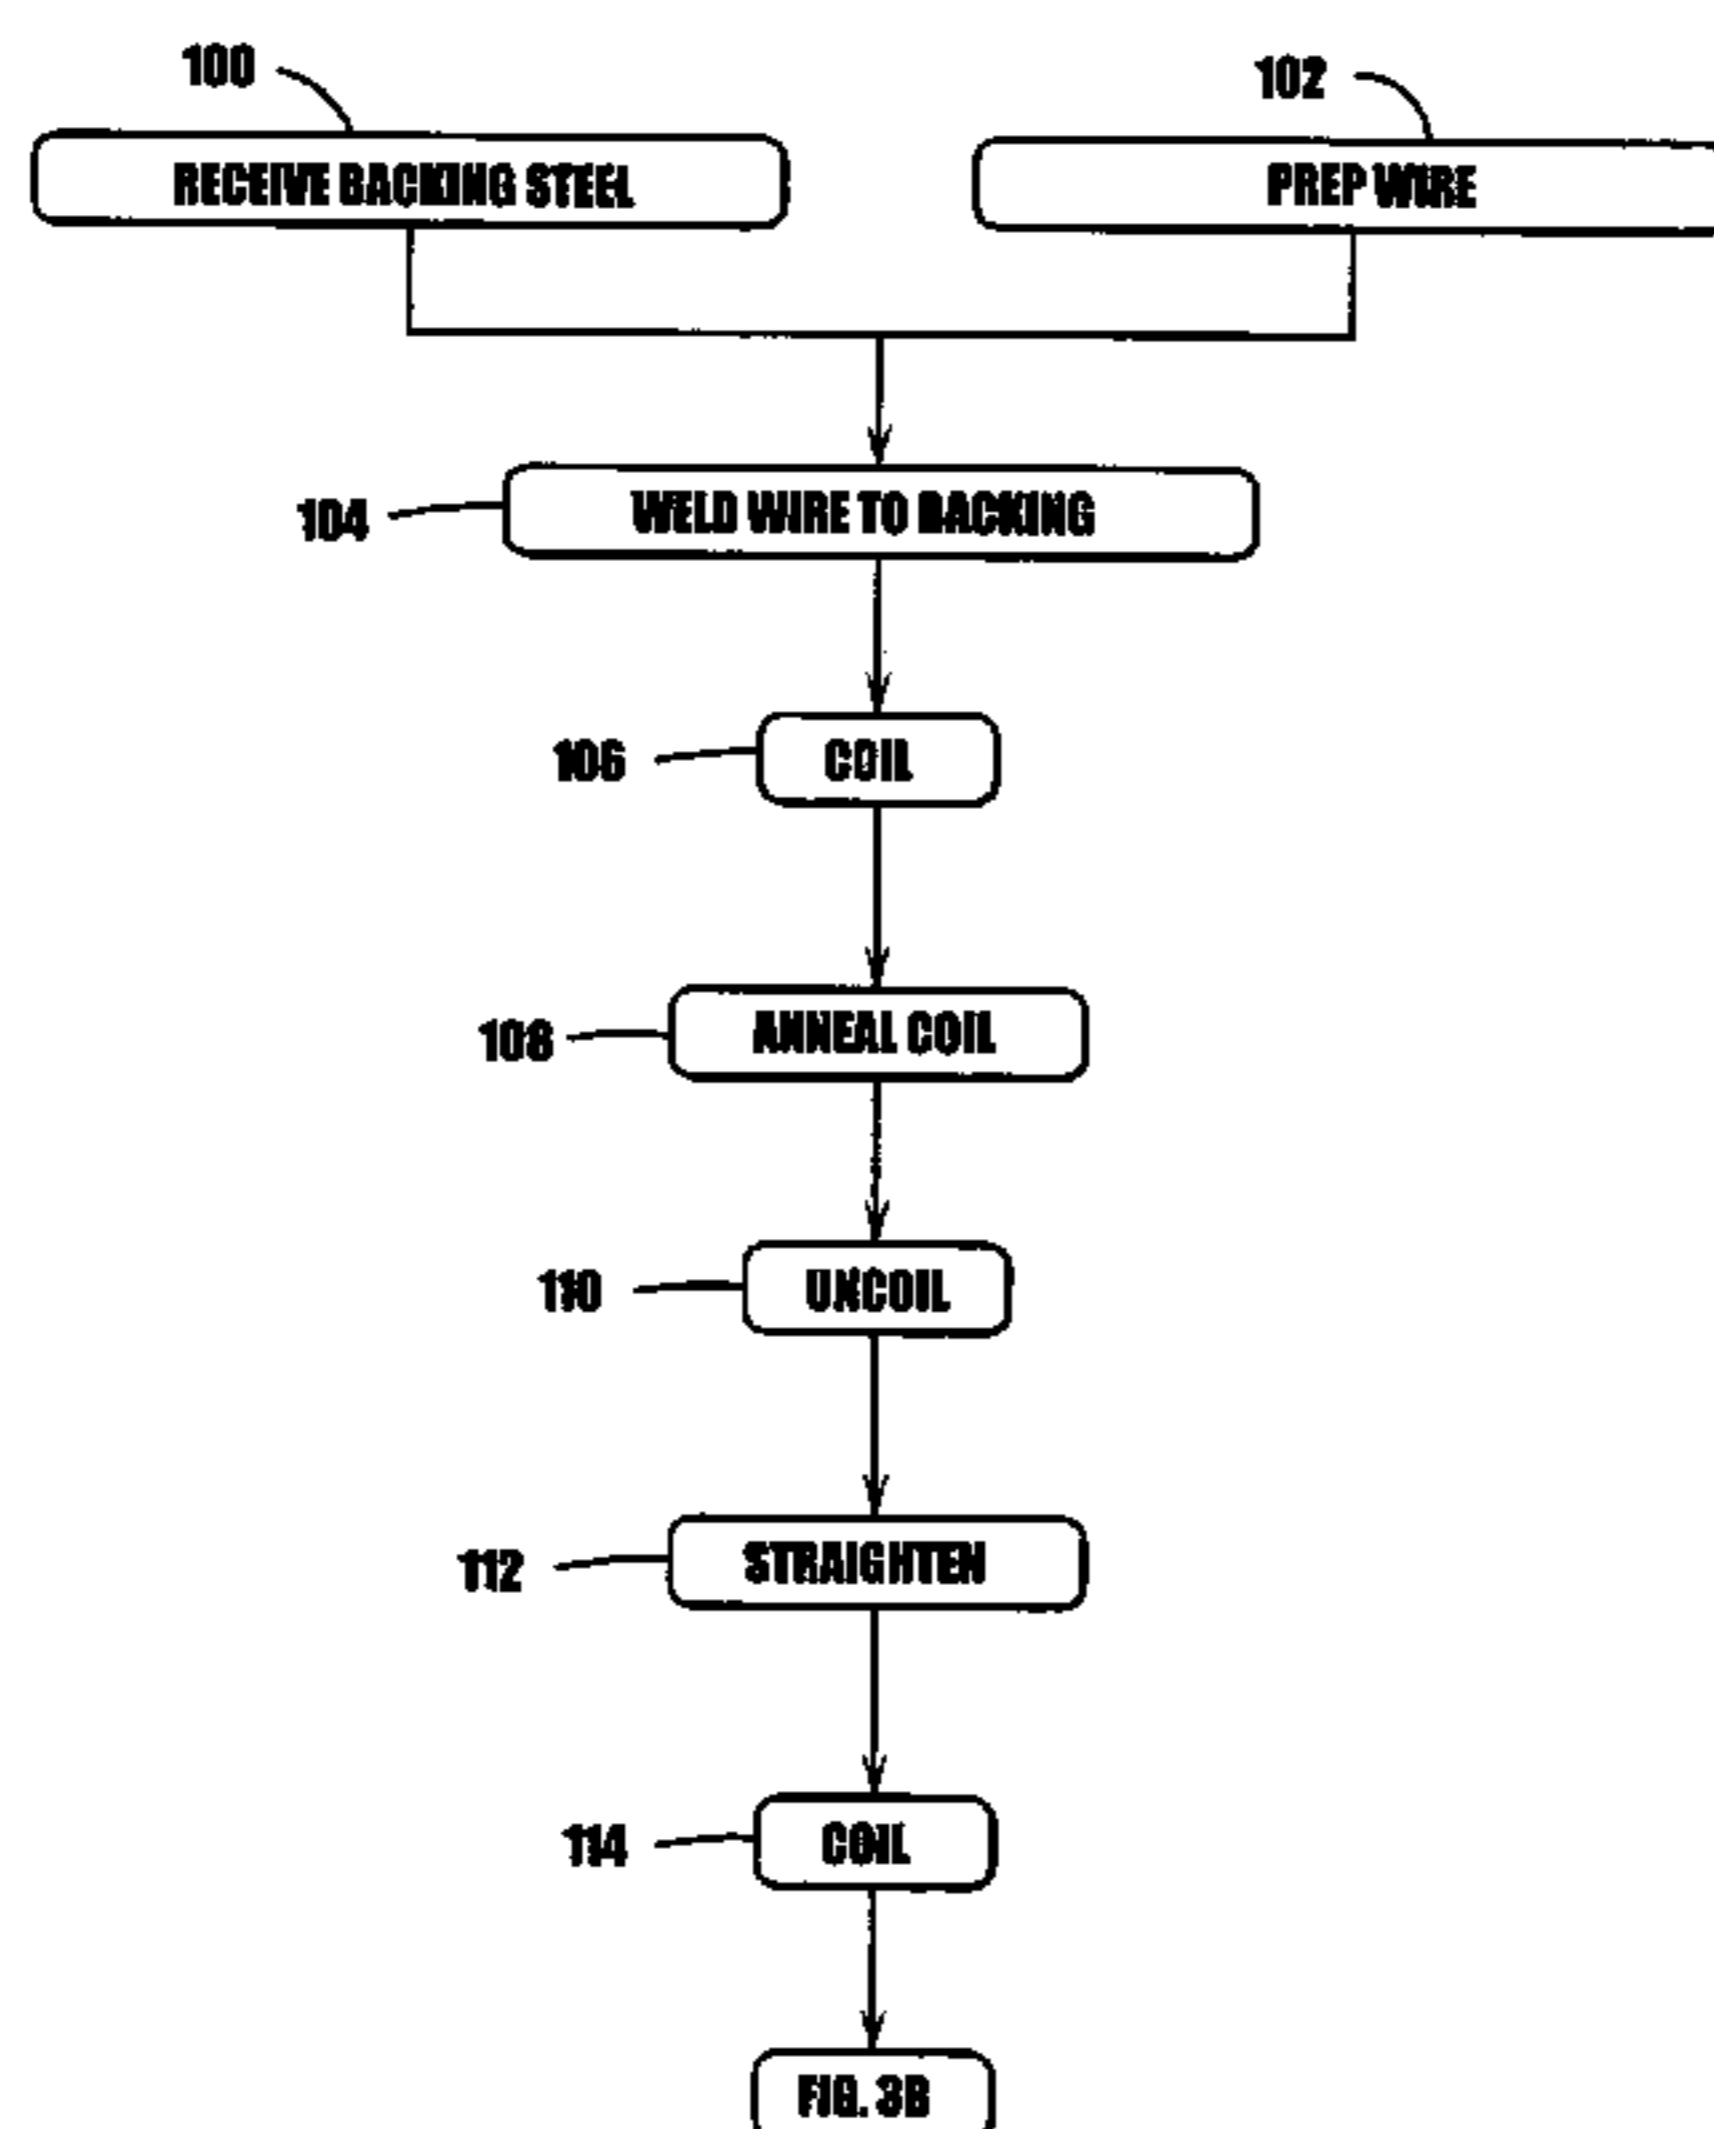 100
102
RECEIVE BACKING STEEL
PREP WIRE
104
WELD WIRE TO BACKING
106
COIL
108
ANNEAL COIL
110
UNCOIL
112
STRAIGHTEN
114
COIL
FIG. 3B